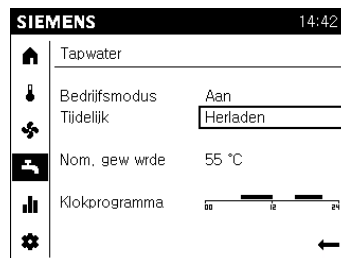 SIEMENS 14:42
Tapwater
Bedrijfsmodus Aan
Tijdelijk Herladen
Nom. gew wrde 55 °C
Klokprogramma
00 12 24